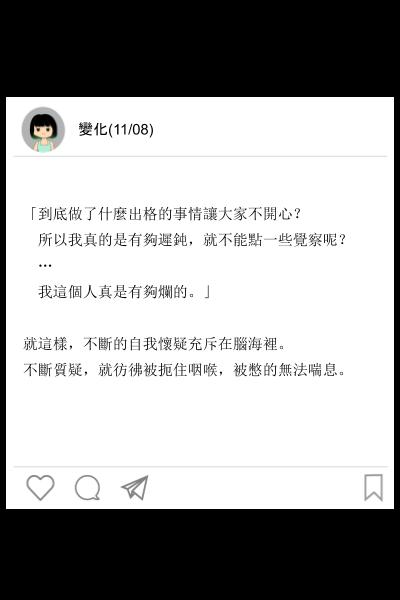 變化(11/08)
「到底做了什麼出格的事情讓大家不開心？
所以我真的是有夠遲鈍，就不能點一些覺察呢？
…
我這個人真是有夠爛的。」
就這樣，不斷的自我懷疑充斥在腦海裡。
不斷質疑，就彷彿被扼住咽喉，被憋的無法喘息。